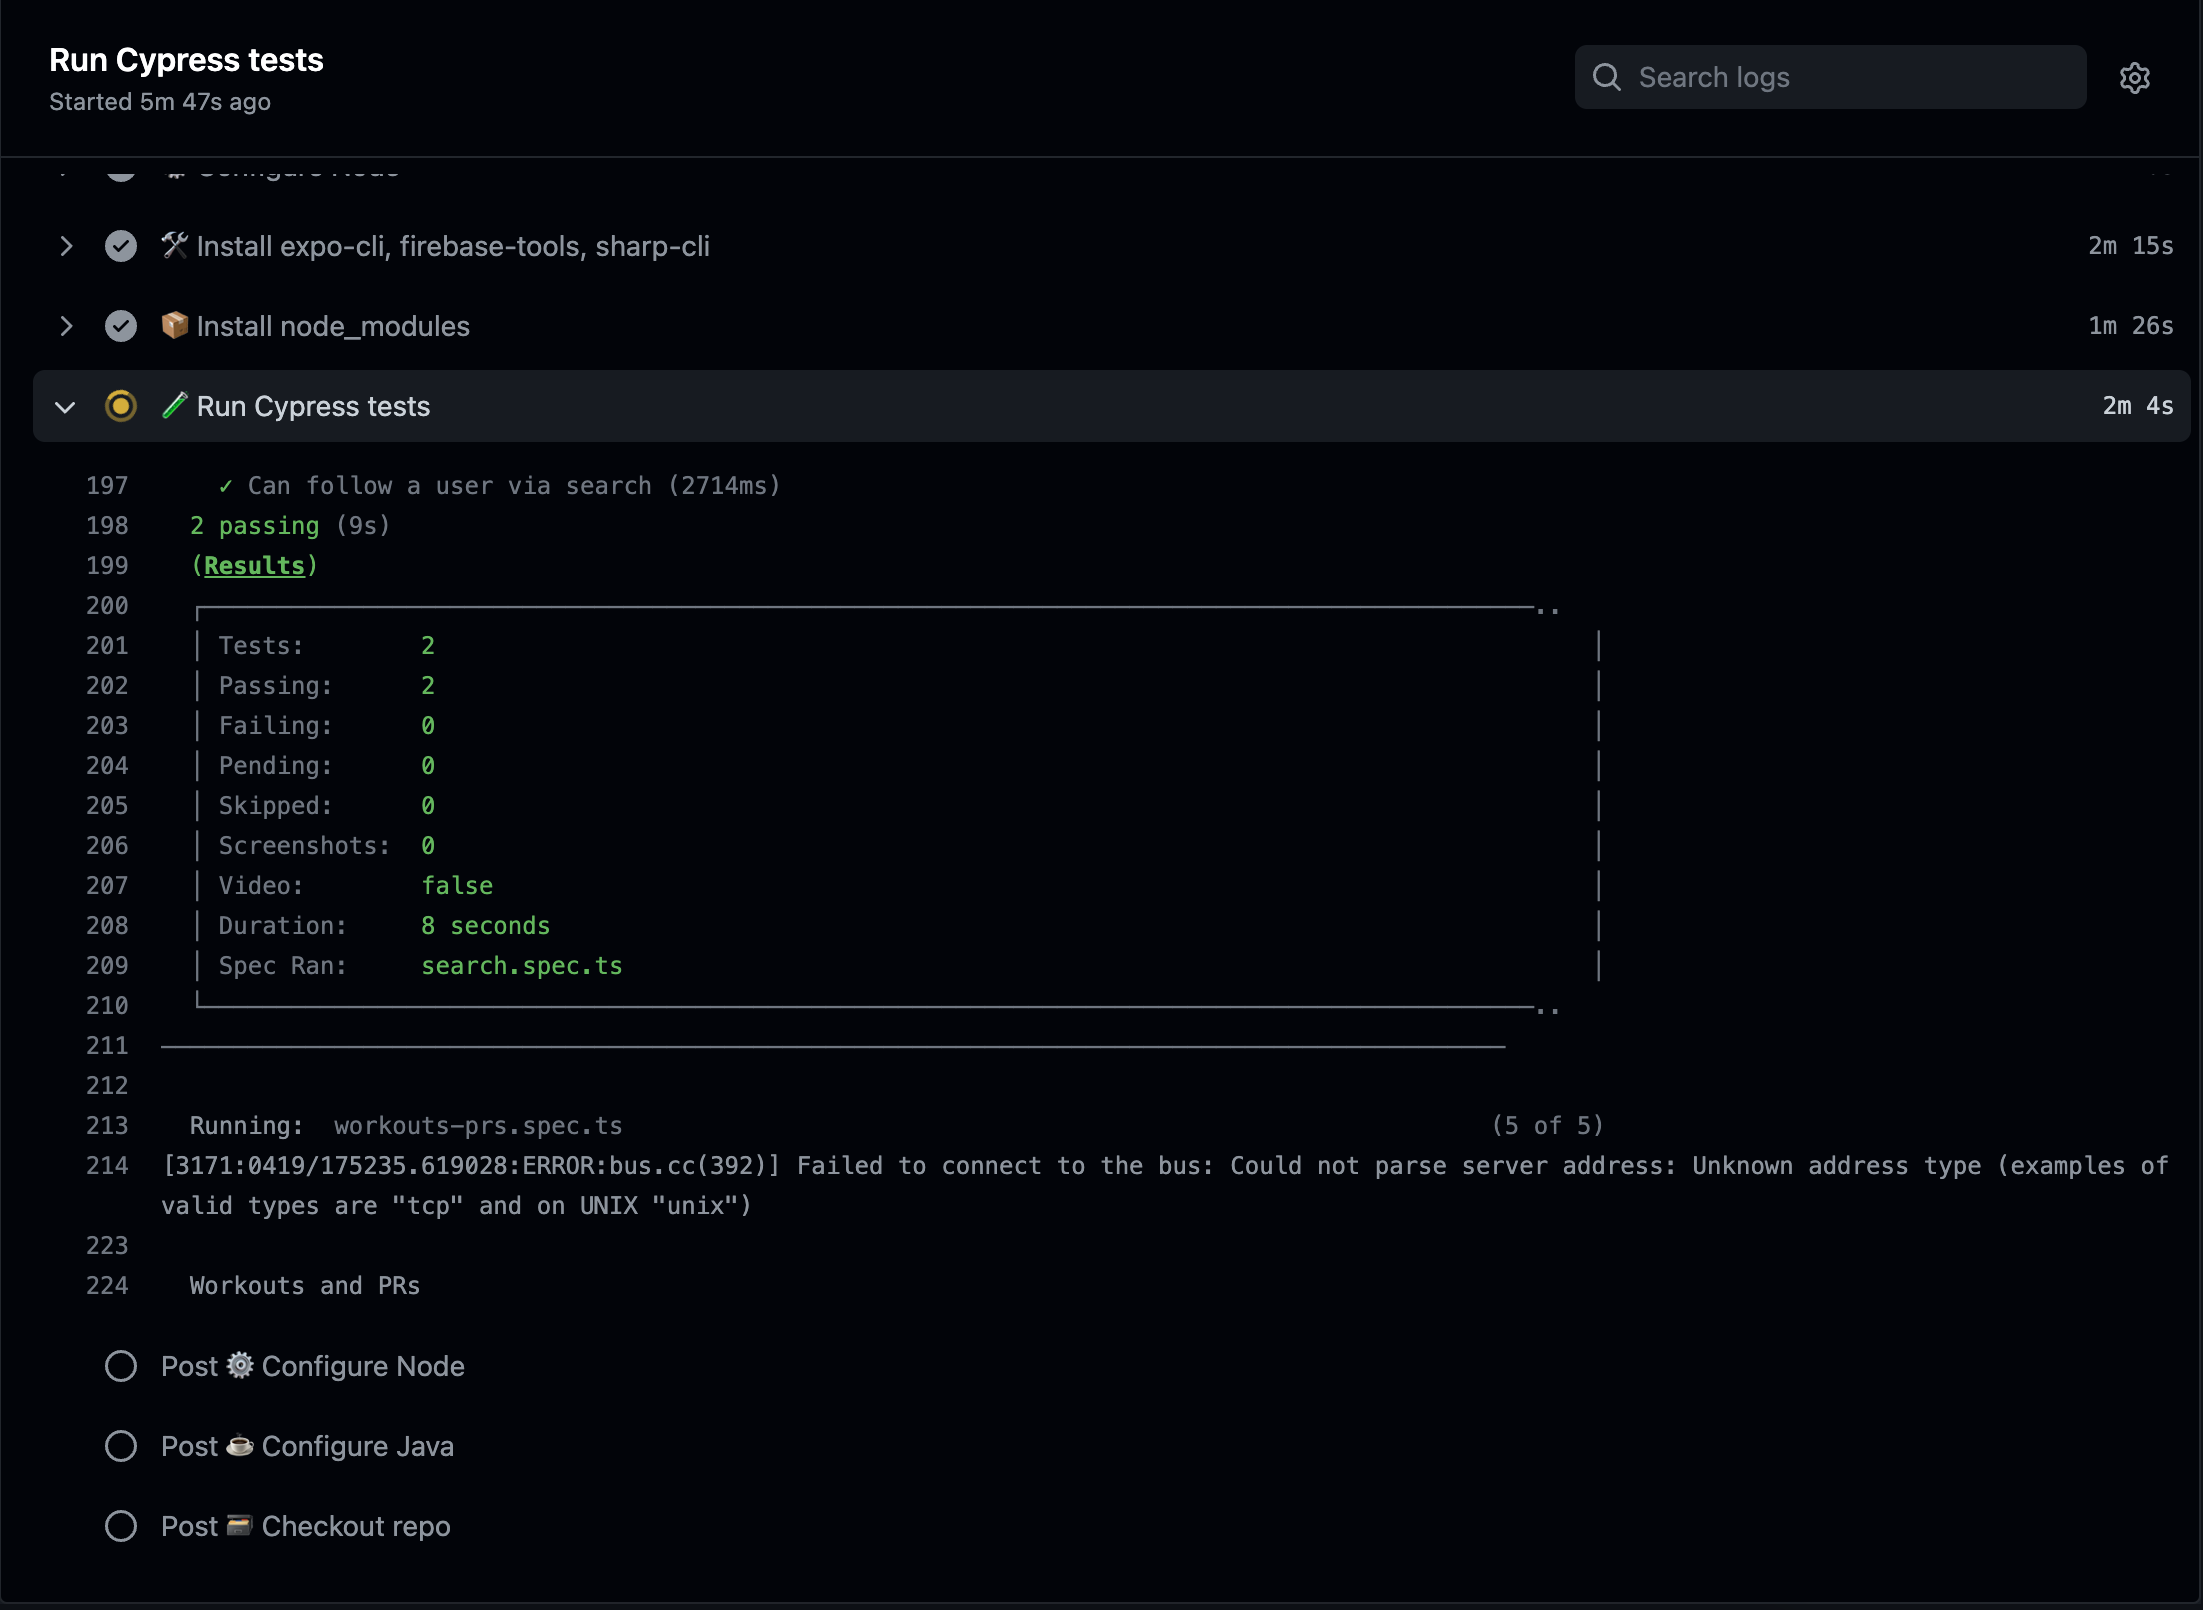 Run Cypress tests
Started 5m 47s ago
Search logs
Configure Node
🛠 Install expo-cli, firebase-tools, sharp-cli 2m 15s
📦 Install node_modules 1m 26s
🧪 Run Cypress tests 2m 4s
197 ✓ Can follow a user via search (2714ms)
198 2 passing (9s)
199 (Results)
200 ..
201 Tests: 2
202 Passing: 2
203 Failing: 0
204 Pending: 0
205 Skipped: 0
206 Screenshots: 0
207 Video: false
208 Duration: 8 seconds
209 Spec Ran: search.spec.ts
210 ..
211
212
213 Running: workouts-prs.spec.ts (5 of 5)
214 [3171:0419/175235.619028:ERROR:bus.cc(392)] Failed to connect to the bus: Could not parse server address: Unknown address type (examples of
valid types are "tcp" and on UNIX "unix")
223
224 Workouts and PRs
Post ⚙️ Configure Node
Post ☕ Configure Java
Post 🗃 Checkout repo